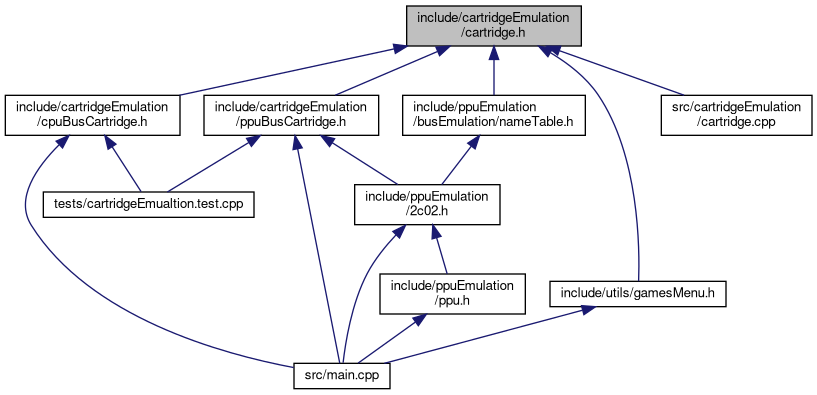 include/cartridgeEmulation
/cartridge.h
include/cartridgeEmulation
/cpuBusCartridge.h
include/cartridgeEmulation
/ppuBusCartridge.h
include/ppuEmulation
/busEmulation/nameTable.h
src/cartridgeEmulation
/cartridge.cpp
tests/cartridgeEmualtion.test.cpp
include/ppuEmulation
/2c02.h
include/ppuEmulation
/ppu.h
include/utils/gamesMenu.h
src/main.cpp